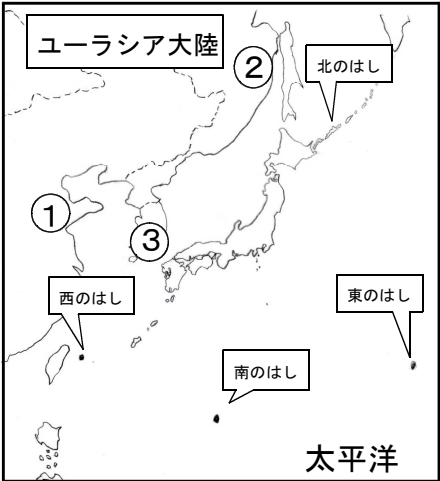 ユーラシア大陸
②
北のはし
①
③
西のはし
東のはし
南のはし
太平洋